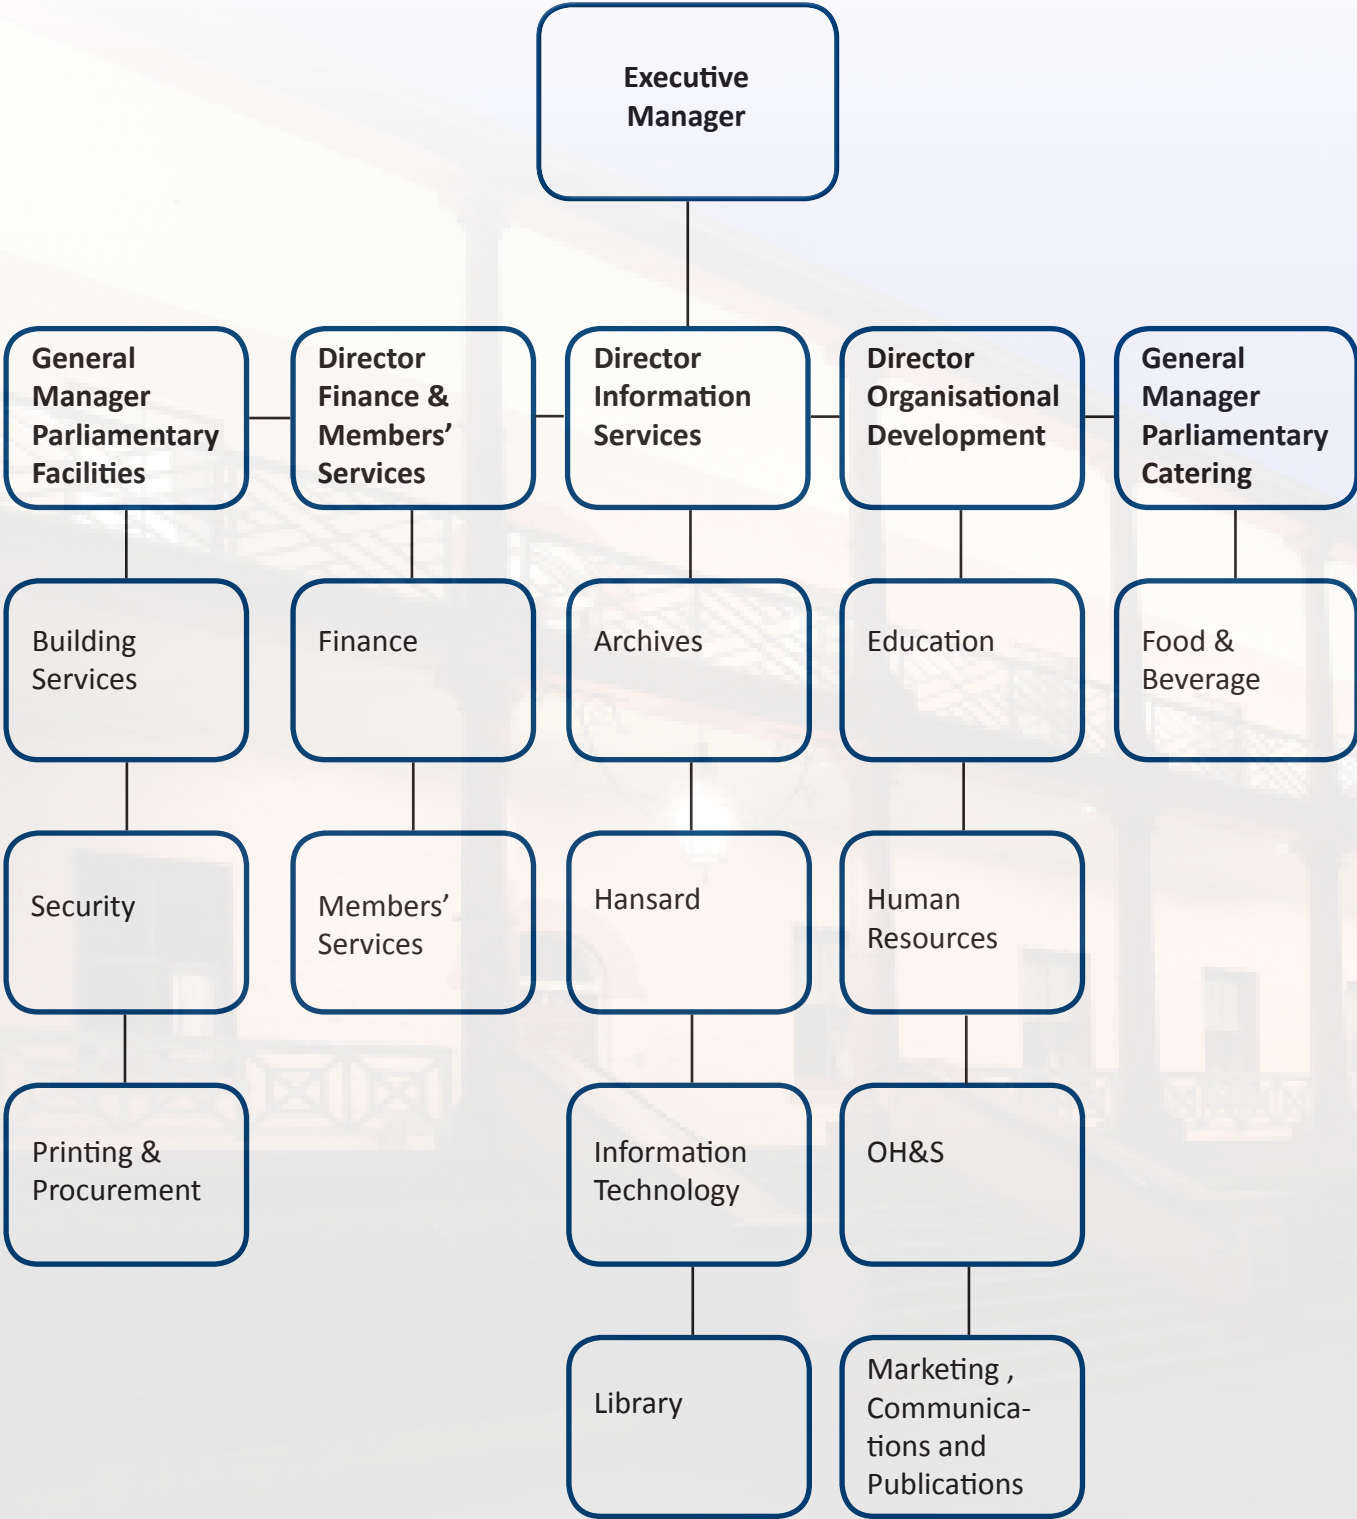 Executive
Manager
General
Manager
Parliamentary
Facilities
Director
Finance &
Members’
Services
Director
Information
Services
Director
Organisational
Development
General
Manager
Parliamentary
Catering
Building
Services
Finance
Archives
Education
Food &
Beverage
Security
Members’
Services
Hansard
Human
Resources
Printing &
Procurement
Information
Technology
OH&S
Library
Marketing ,
Communica-
tions and
Publications